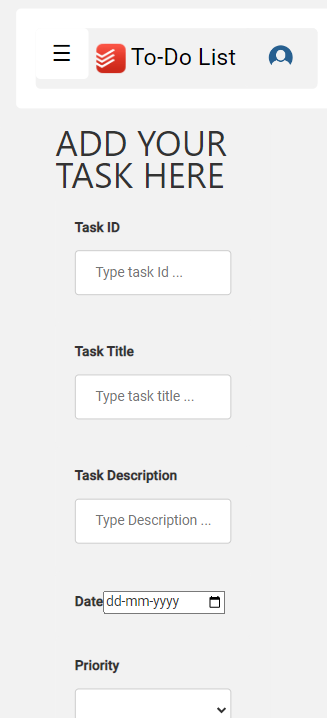 To-Do List
ADD YOUR
TASK HERE
Task ID
Type task Id ...
Task Title
Type task title ...
Task Description
Type Description ...
Date dd-mm-yyyy
Priority